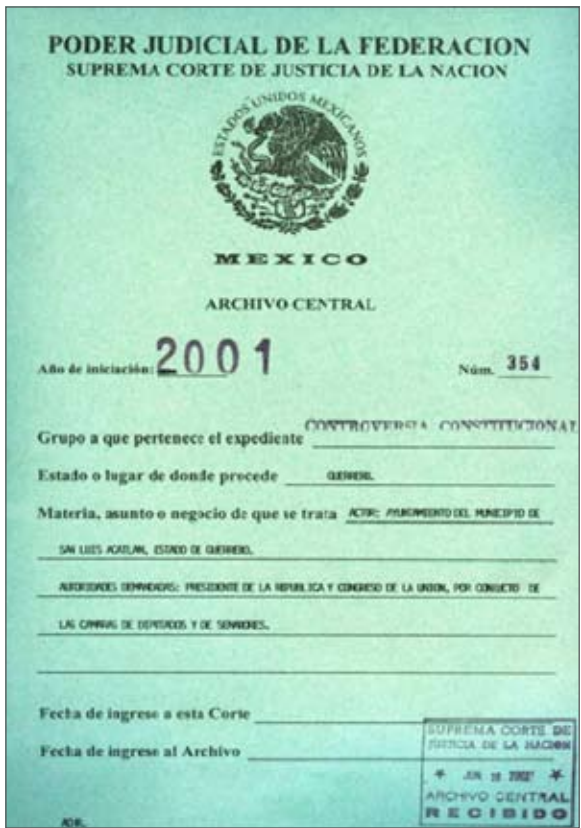 PODER JUDICIAL DE LA FEDERACION
SUPREMA CORTE DE JUSTICIA DE LA NACION
ESTADOS UNIDOS MEXICANOS
MEXICO
ARCHIVO CENTRAL
Año de iniciación: 2001 Núm. 354
CONTROVERSIA CONSTITUCIONAL
Grupo a que pertenece el expediente
Estado o lugar de donde procede GUERRERO.
Materia, asunto o negocio de que se trata ACTOR: AYUNTAMIENTO DEL MUNICIPIO DE
SAN LUIS ACATLAN, ESTADO DE GUERRERO.
AUTORIDADES DEMANDADAS: PRESIDENTE DE LA REPUBLICA Y CONGRESO DE LA UNION, POR CONDUCTO DE
LAS CAMARAS DE DIPUTADOS Y DE SENADORES.
Fecha de ingreso a esta Corte
Fecha de ingreso al Archivo
SUPREMA CORTE DE
JUSTICIA DE LA NACION
JUN
ARCHIVO CENTRAL
RECIBIDO